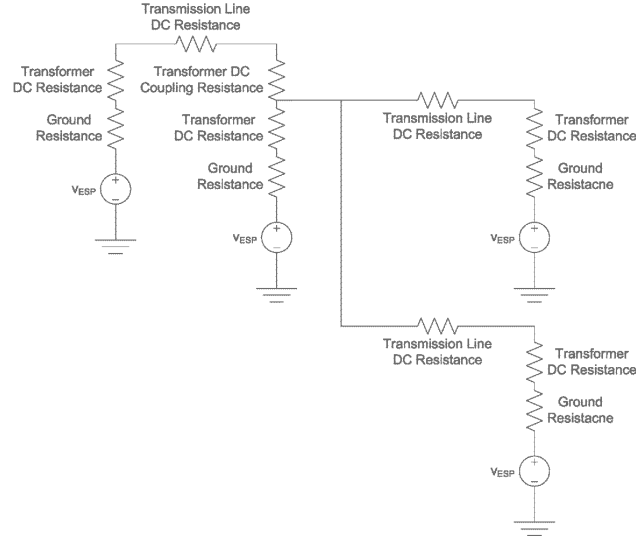 Transmission Line
DC Resistance
Transformer
DC Resistance
Transformer DC
Coupling Resistance
Ground
Resistance
Transformer
DC Resistance
Transmission Line
DC Resistance
Transformer
DC Resistance
Ground
Resistance
Ground
Resistacne
+
VESP
−
+
VESP
−
+
VESP
−
Transmission Line
DC Resistance
Transformer
DC Resistance
Ground
Resistacne
+
VESP
−